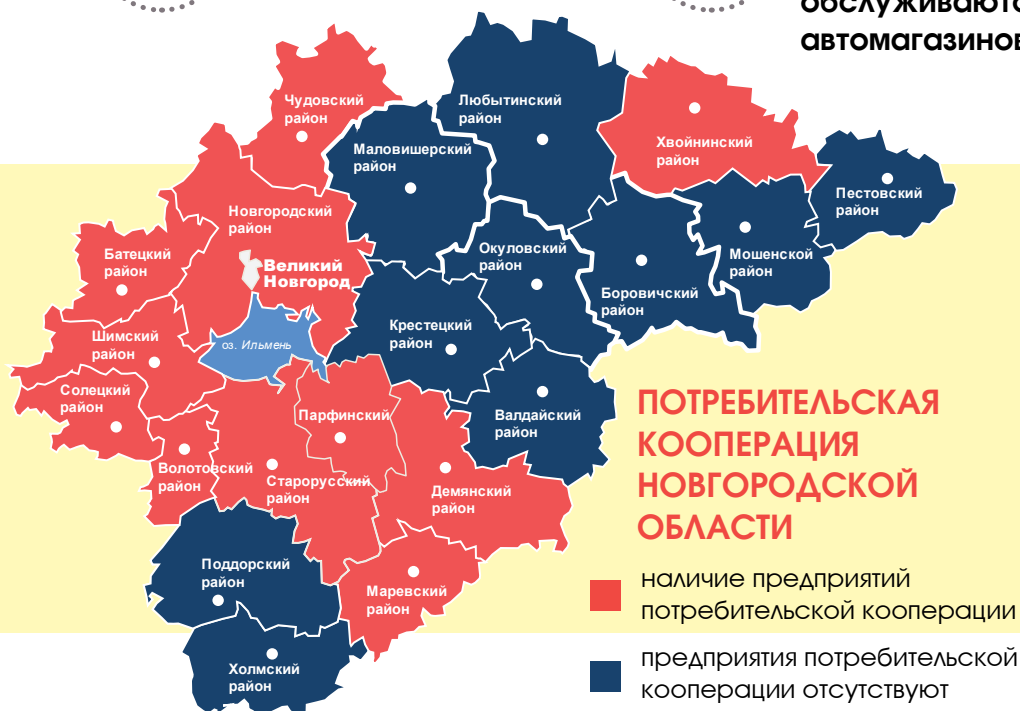 обслуживаются
автомагазинов
Чудовский
район
Любытинский
район
Маловишерский
район
Хвойнинский
район
Пестовский
район
Новгородский
район
Батецкий
район
Великий
Новгород
Окуловский
район
Мошенской
район
Боровичский
район
Шимский
район
оз. Ильмень
Крестецкий
район
Солецкий
район
Парфинский
Валдайский
район
Волотовский
район
Старорусский
район
Демянский
район
Поддорский
район
Маревский
район
Холмский
район
ПОТРЕБИТЕЛЬСКАЯ
КООПЕРАЦИЯ
НОВГОРОДСКОЙ
ОБЛАСТИ
наличие предприятий
потребительской кооперации
предприятия потребительской
кооперации отсутствуют